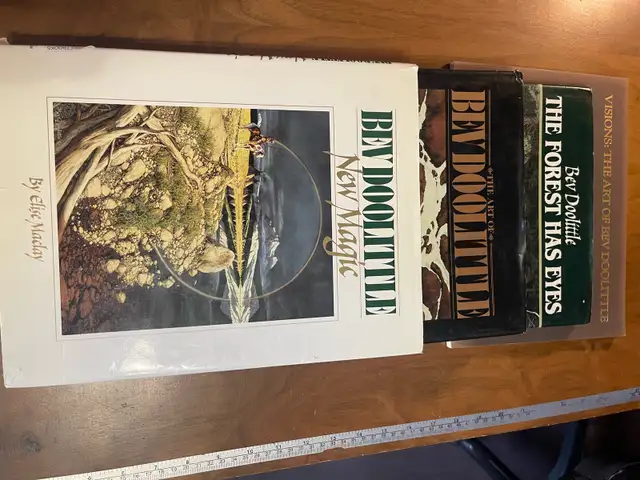 BEV DOOLITTLE
New Magic
By Elise Maclay
• THE ART OF •
BEV DOOLITTLE
Bev Doolittle
THE FOREST HAS EYES
VISIONS: THE ART OF BEV DOOLITTLE